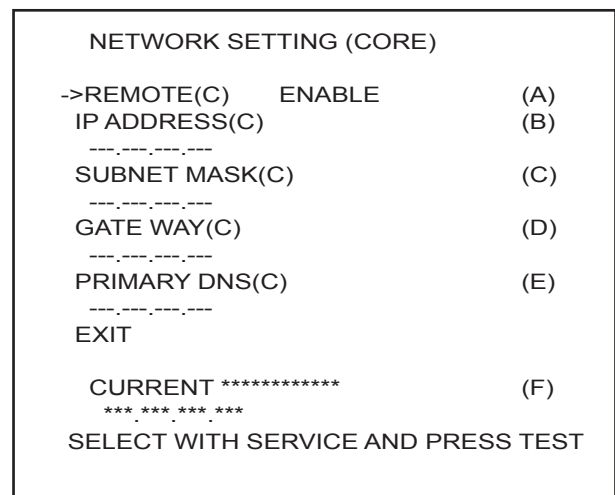 NETWORK SETTING (CORE)
->REMOTE(C) ENABLE (A)
IP ADDRESS(C) (B)
---.---.---.---
SUBNET MASK(C) (C)
---.---.---.---
GATE WAY(C) (D)
---.---.---.---
PRIMARY DNS(C) (E)
---.---.---.---
EXIT
CURRENT ************ (F)
***.***.***.***
SELECT WITH SERVICE AND PRESS TEST